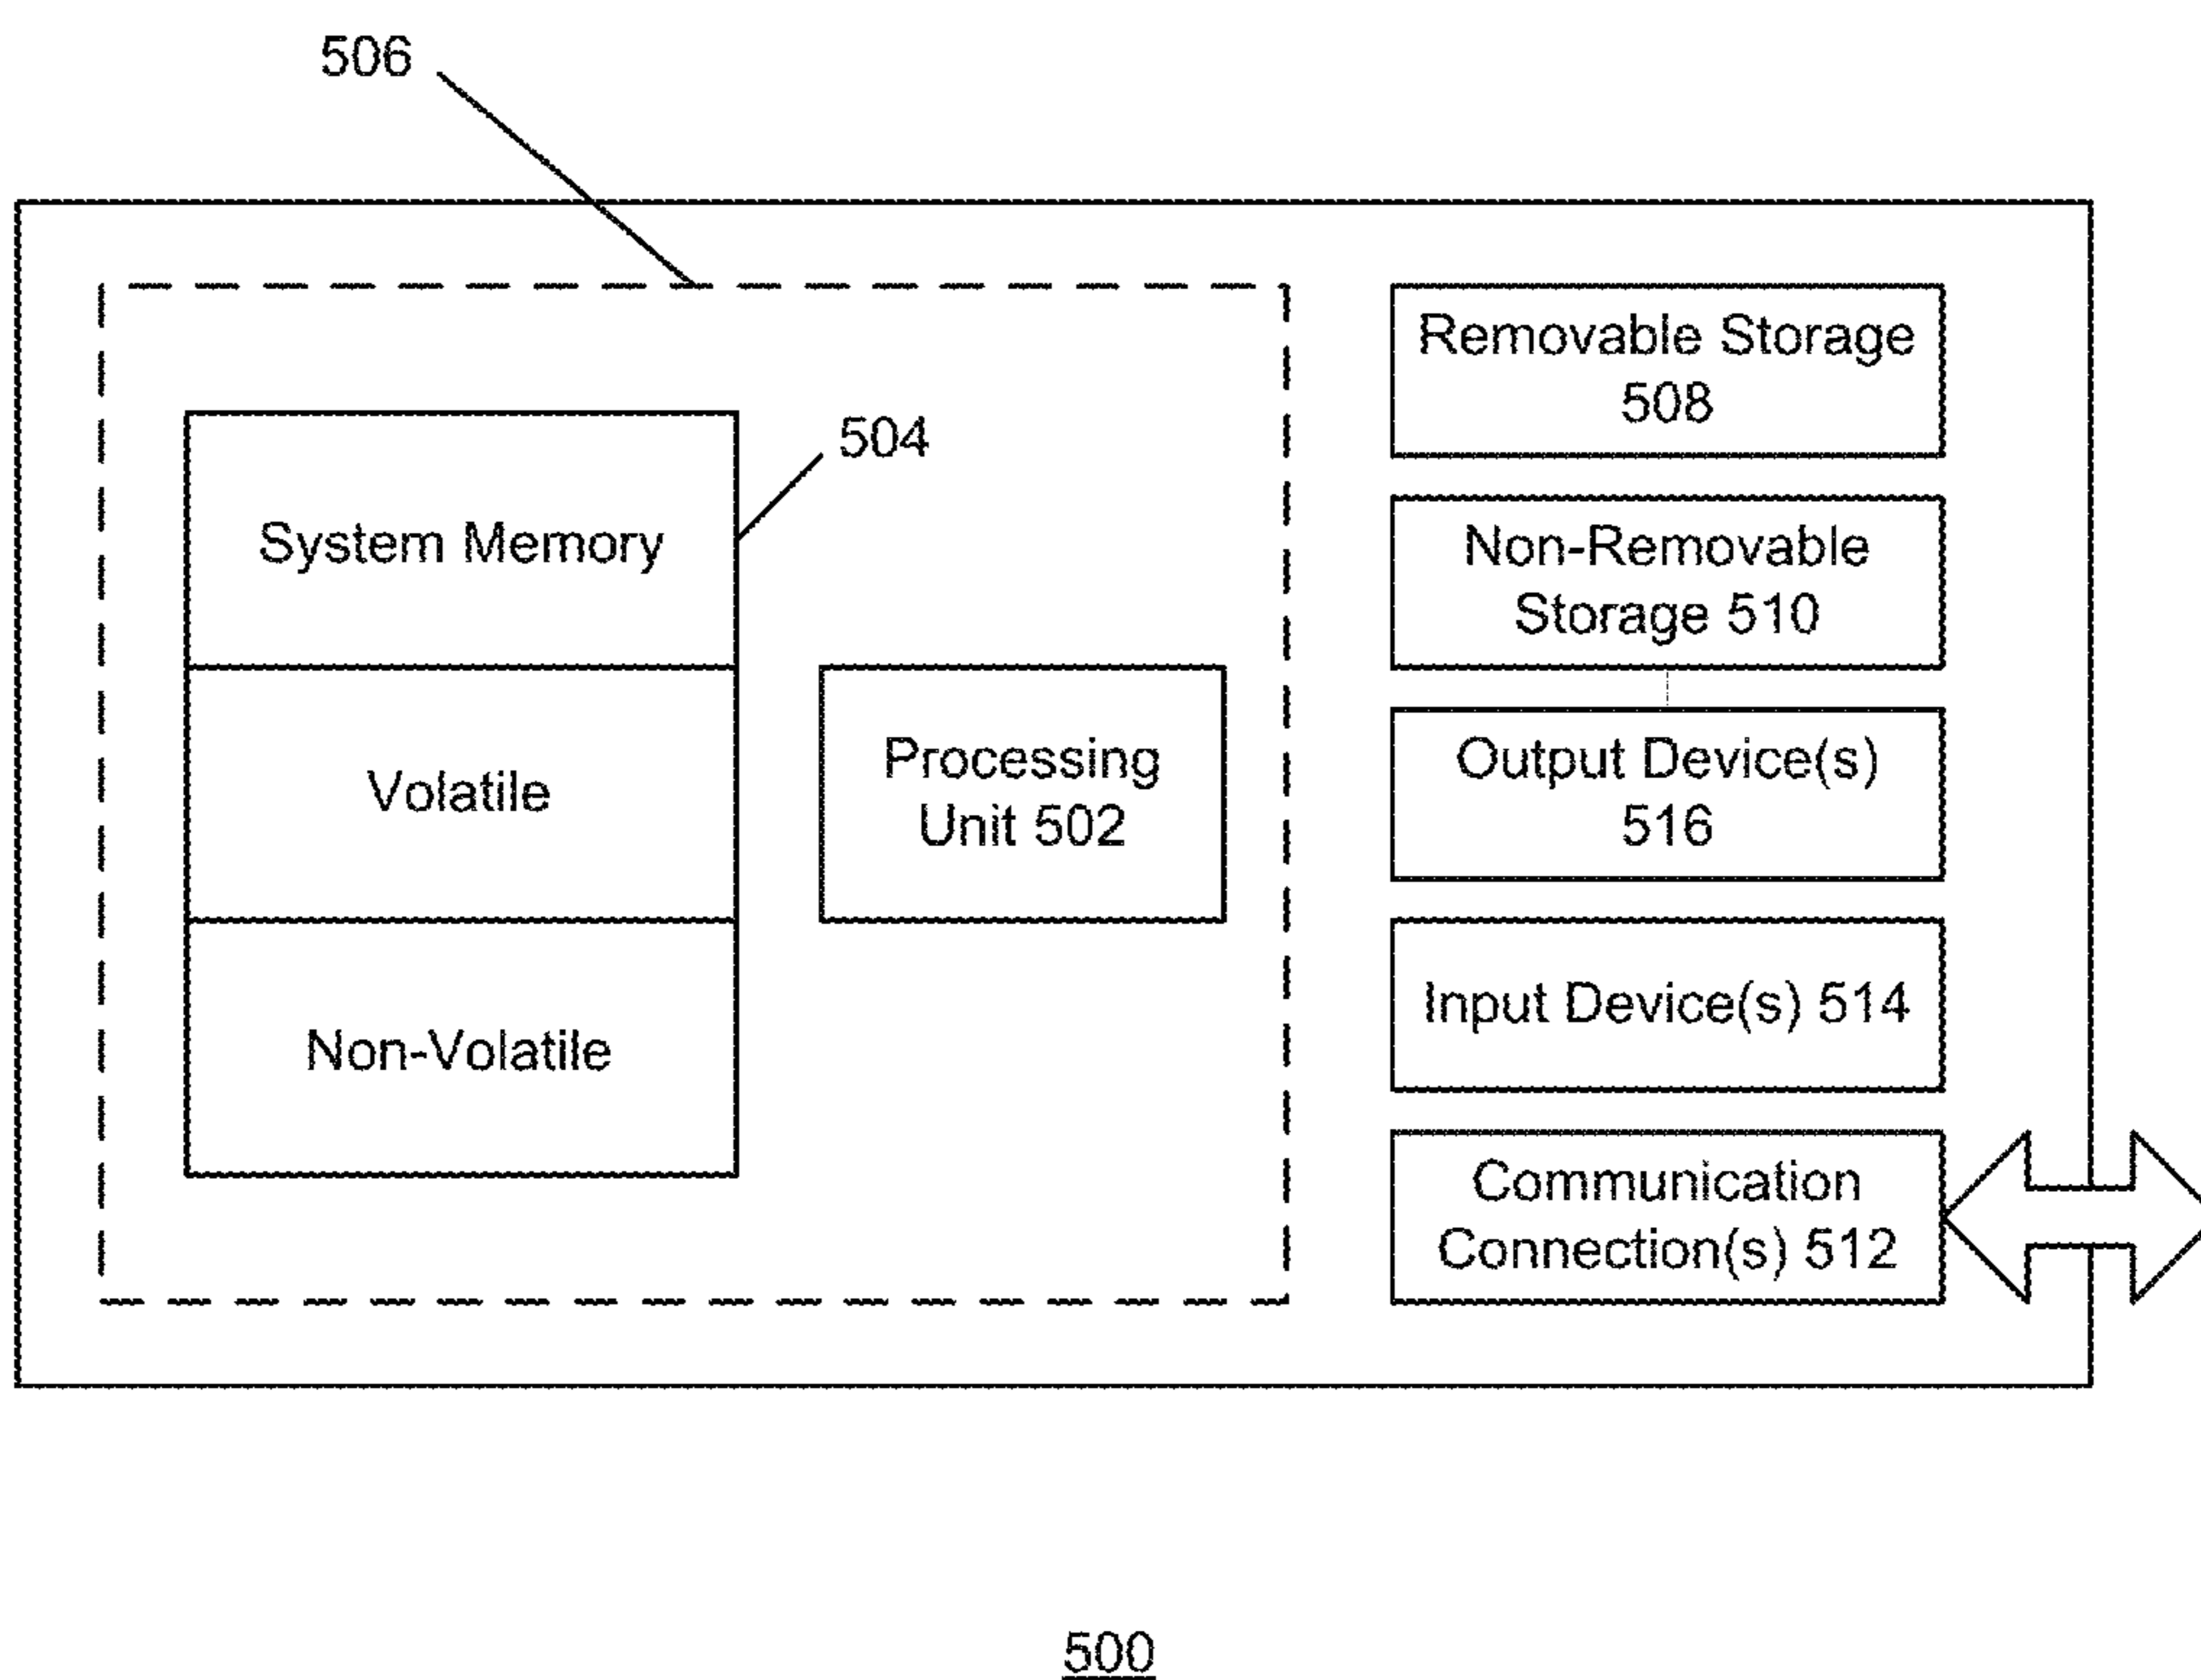 506
504
System Memory
Volatile
Non-Volatile
Processing
Unit 502
Removable Storage
508
Non-Removable
Storage 510
Output Device(s)
516
Input Device(s) 514
Communication
Connection(s) 512
500